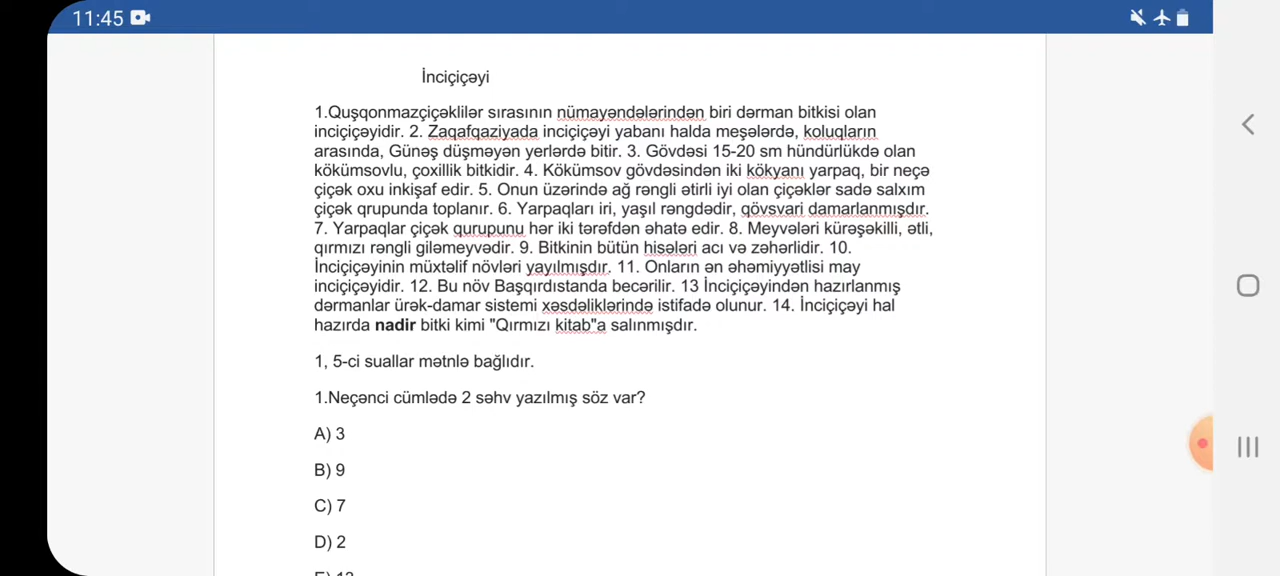 11:45
İnciçiçəyi
1.Quşqonmazçiçəklilər sırasının nümayəndələrindən biri dərman bitkisi olan
inciçiçəyidir. 2. Zaqafqaziyada inciçiçəyi yabanı halda meşələrdə, koluqların
arasında, Günəş düşməyən yerlərdə bitir. 3. Gövdəsi 15-20 sm hündürlükdə olan
kökümsovlu, çoxillik bitkidir. 4. Kökümsov gövdəsindən iki kökyanı yarpaq, bir neçə
çiçək oxu inkişaf edir. 5. Onun üzərində ağ rəngli ətirli iyi olan çiçəklər sadə salxım
çiçək qrupunda toplanır. 6. Yarpaqları iri, yaşıl rəngdədir, qövsvari damarlanmışdır.
7. Yarpaqlar çiçək qurupunu hər iki tərəfdən əhatə edir. 8. Meyvələri kürəşəkilli, ətli,
qırmızı rəngli giləmeyvədir. 9. Bitkinin bütün hisələri acı və zəhərlidir. 10.
İnciçiçəyinin müxtəlif növləri yayılmışdır. 11. Onların ən əhəmiyyətlisi may
inciçiçəyidir. 12. Bu növ Başqırdıstanda becərilir. 13 İnciçiçəyindən hazırlanmış
dərmanlar ürək-damar sistemi xəsdəliklərində istifadə olunur. 14. İnciçiçəyi hal
hazırda nadir bitki kimi "Qırmızı kitab"a salınmışdır.
1, 5-ci suallar mətnlə bağlıdır.
1.Neçənci cümlədə 2 səhv yazılmış söz var?
A) 3
B) 9
C) 7
D) 2